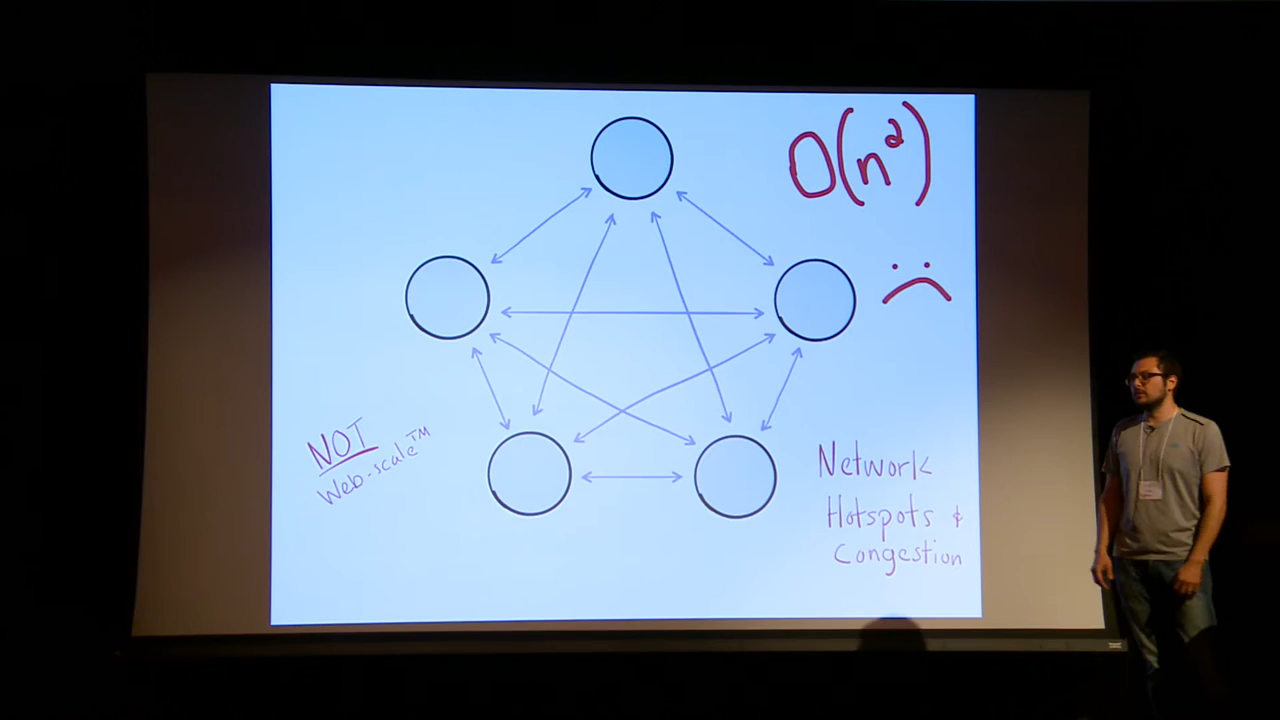 O(n²)
NOT
Web-scale™
Network
Hotspots &
Congestion